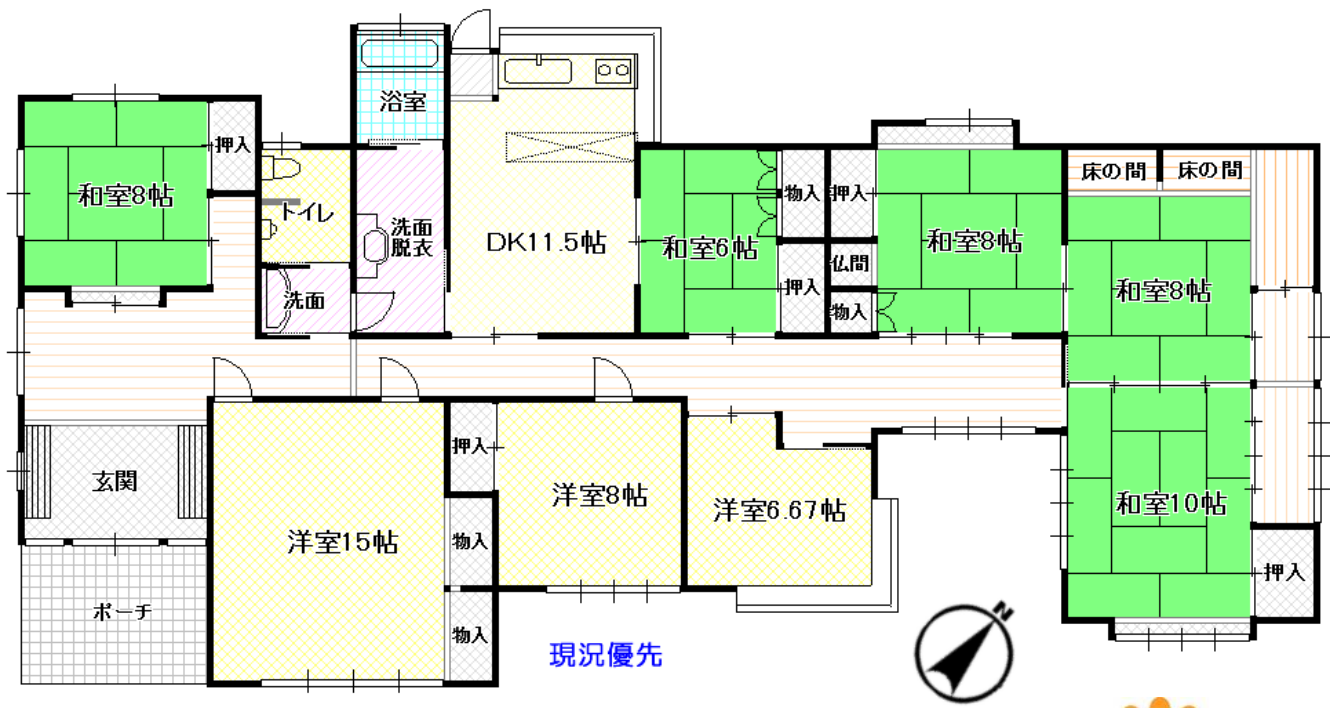 浴室
和室8帖
押入
トイレ
洗面
脱衣
洗面
DK11.5帖
和室6帖
物入
押入
押入
仏間
物入
和室8帖
床の間
床の間
和室8帖
和室10帖
押入
玄関
ポーチ
洋室15帖
押入
物入
物入
洋室8帖
洋室6.67帖
現況優先
N